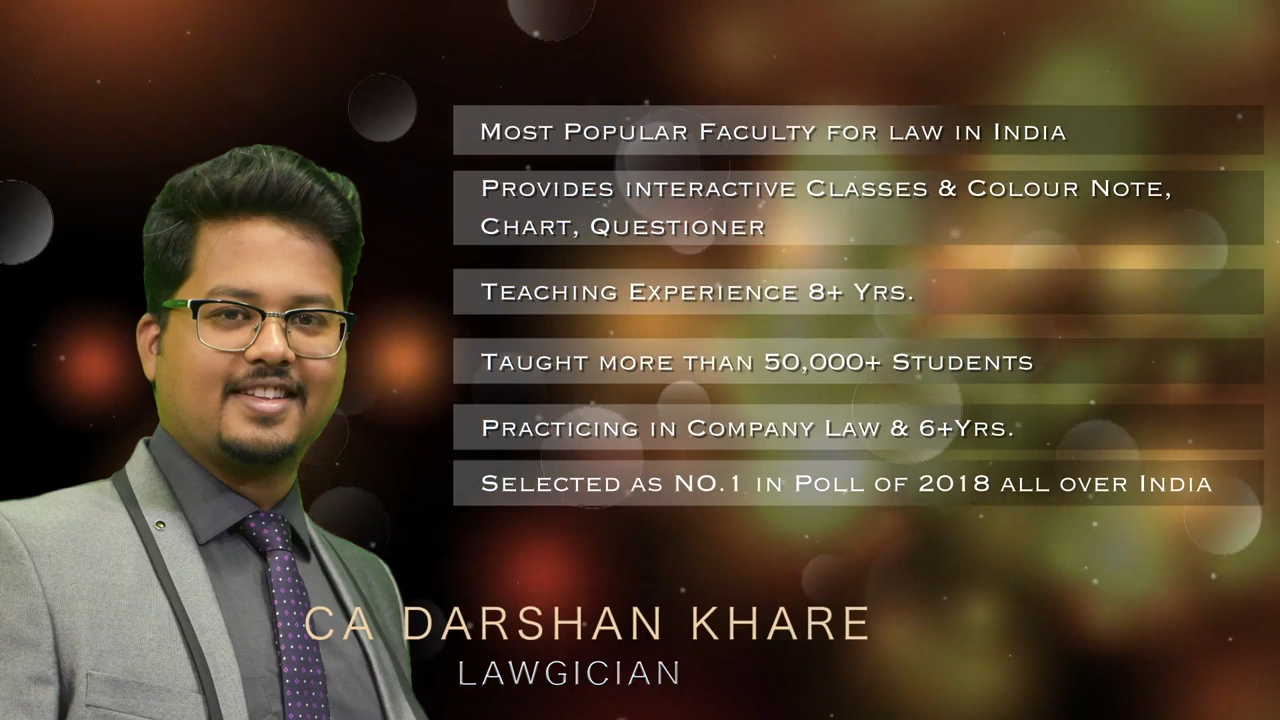 Most Popular Faculty for law in India
Provides interactive Classes & Colour Note,
Chart, Questioner
Teaching Experience 8+ Yrs.
Taught more than 50,000+ Students
Practicing in Company Law & 6+Yrs.
Selected as NO.1 in Poll of 2018 all over India
CA DARSHAN KHARE
LAWGICIAN